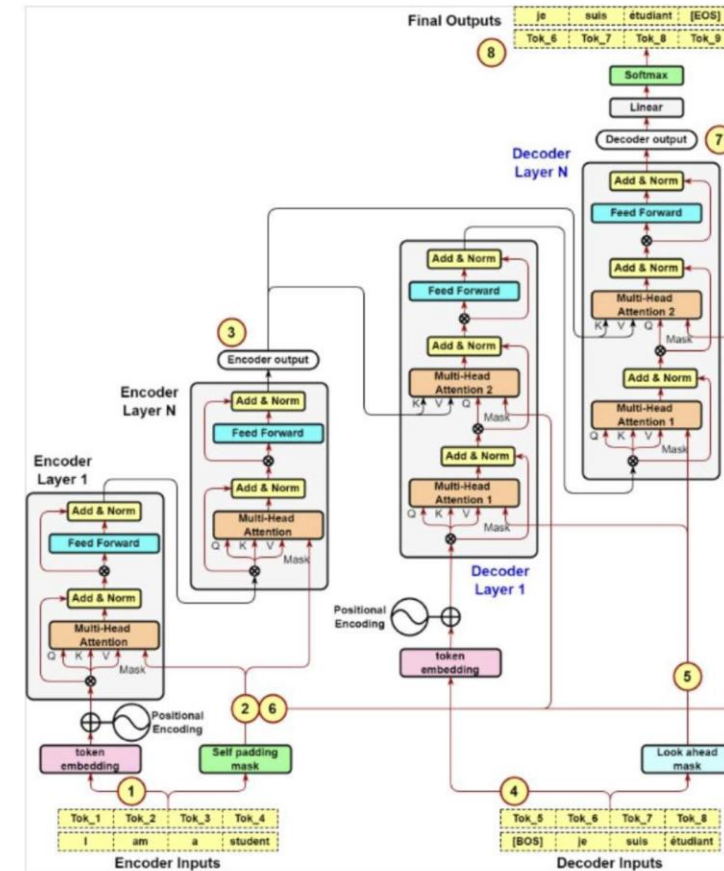 Final Outputs
je suis étudiant [EOS]
Tok_6 Tok_7 Tok_8 Tok_9
8
Softmax
Linear
Decoder output
7
Decoder
Layer N
Add & Norm
Feed Forward
Add & Norm
Multi-Head
Attention 2
K V Q
Mask
Add & Norm
Multi-Head
Attention 1
Q K V
Mask
Add & Norm
Feed Forward
Add & Norm
Multi-Head
Attention 2
K V Q
Mask
Add & Norm
Multi-Head
Attention 1
Q K V
Mask
Decoder
Layer 1
3
Encoder output
Encoder
Layer N
Add & Norm
Feed Forward
Add & Norm
Multi-Head
Attention
Q K V
Mask
Encoder
Layer 1
Add & Norm
Feed Forward
Add & Norm
Multi-Head
Attention
Q K V
Mask
Positional
Encoding
token
embedding
2 6
Self padding
mask
1
Tok_1 Tok_2 Tok_3 Tok_4
I am a student
Encoder Inputs
Positional
Encoding
token
embedding
5
Look ahead
mask
4
Tok_5 Tok_6 Tok_7 Tok_8
[BOS] je suis étudiant
Decoder Inputs